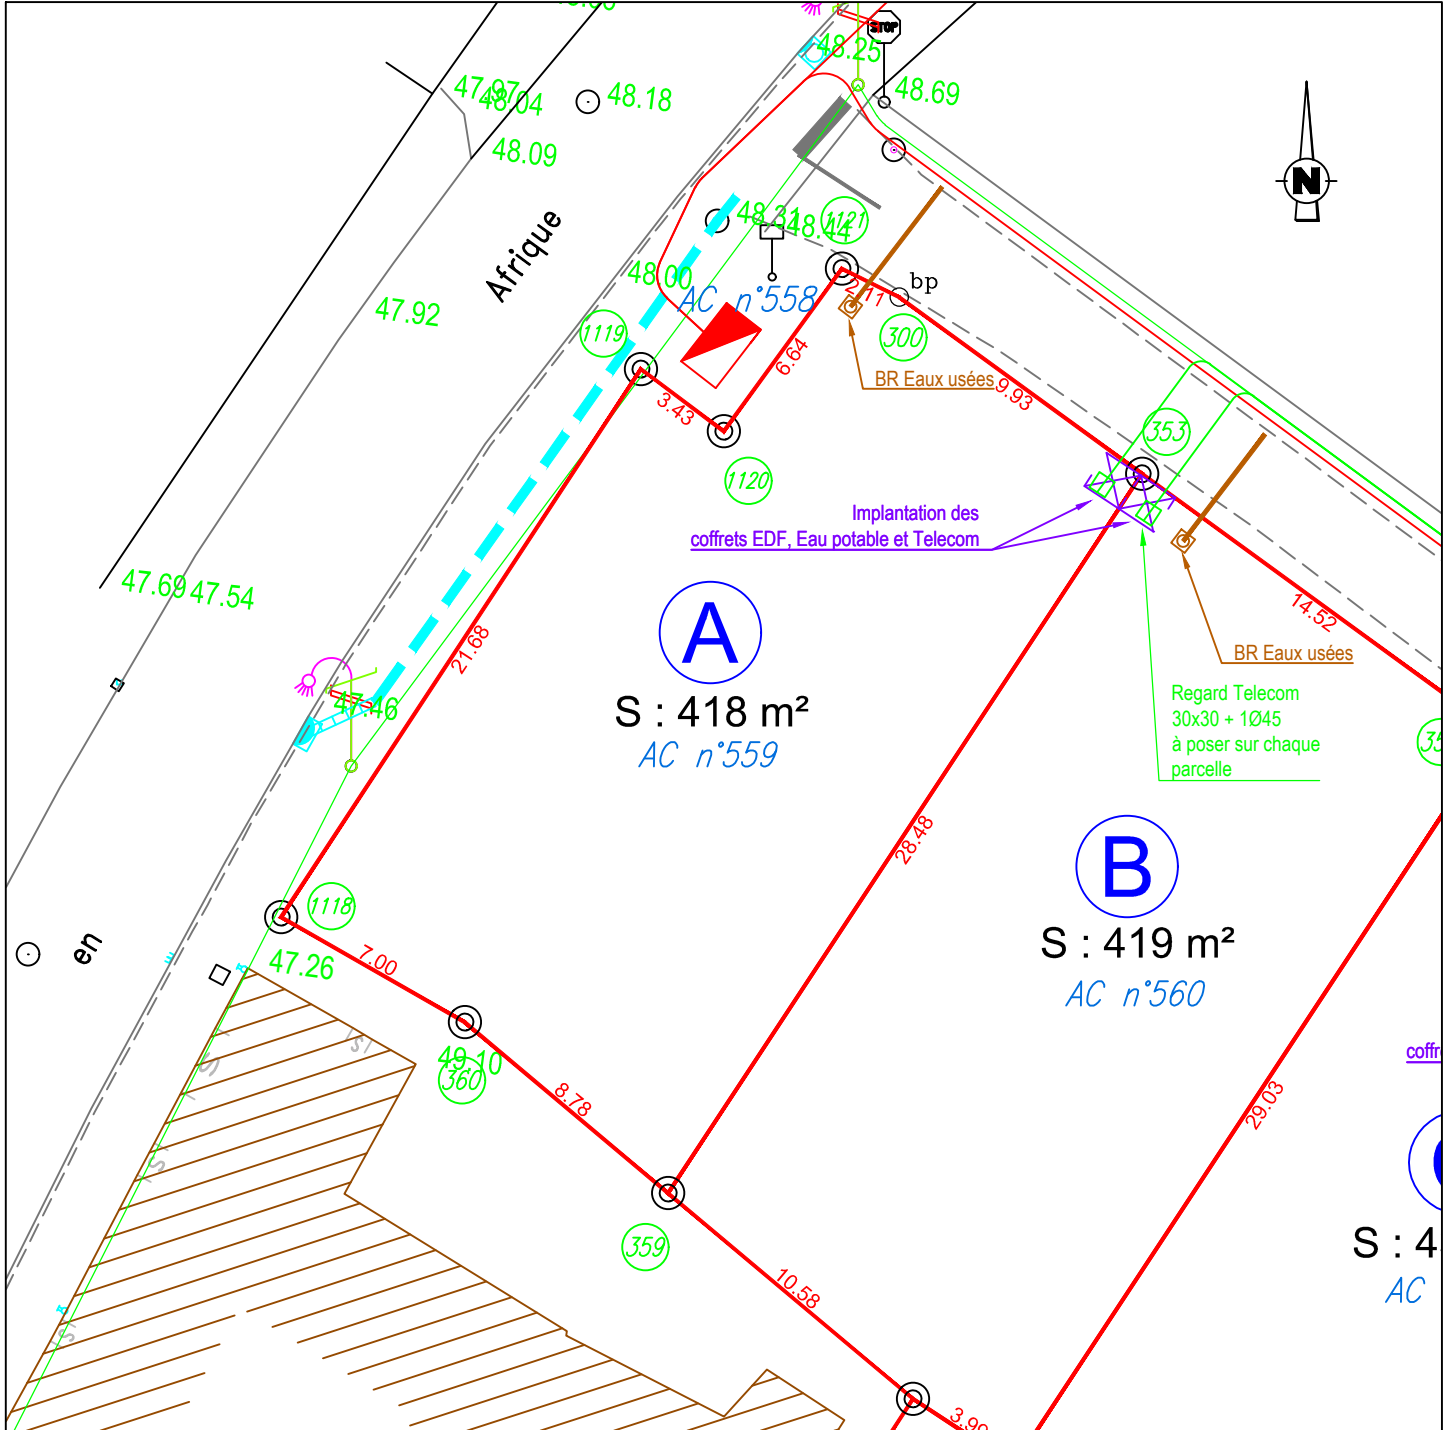 48.25
STOP
47.97
48.04
48.18
48.69
48.09
N
48.31
48.44
1121
Afrique
48.00
AC n°558
bp
2.11
47.92
1119
300
6.64
BR Eaux usées
9.93
3.43
353
1120
Implantation des
coffrets EDF, Eau potable et Telecom
47.69
47.54
A
14.52
21.68
BR Eaux usées
S : 418 m²
AC n°559
47.46
Regard Telecom
30x30 + 1Ø45
à poser sur chaque
parcelle
28.48
B
1118
S : 419 m²
AC n°560
en
47.26
7.00
49.10
360
8.78
29.03
359
S : 4
AC
10.58
3.99